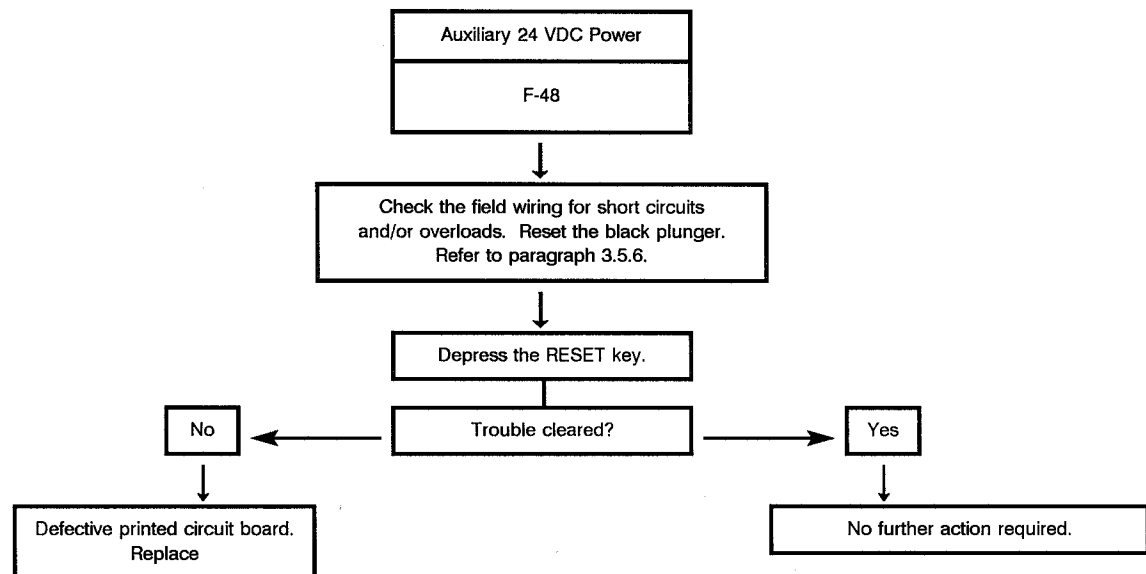 Auxiliary 24 VDC Power
F-48
Check the field wiring for short circuits
and/or overloads. Reset the black plunger.
Refer to paragraph 3.5.6.
Depress the RESET key.
No
Trouble cleared?
Yes
Defective printed circuit board.
Replace
No further action required.